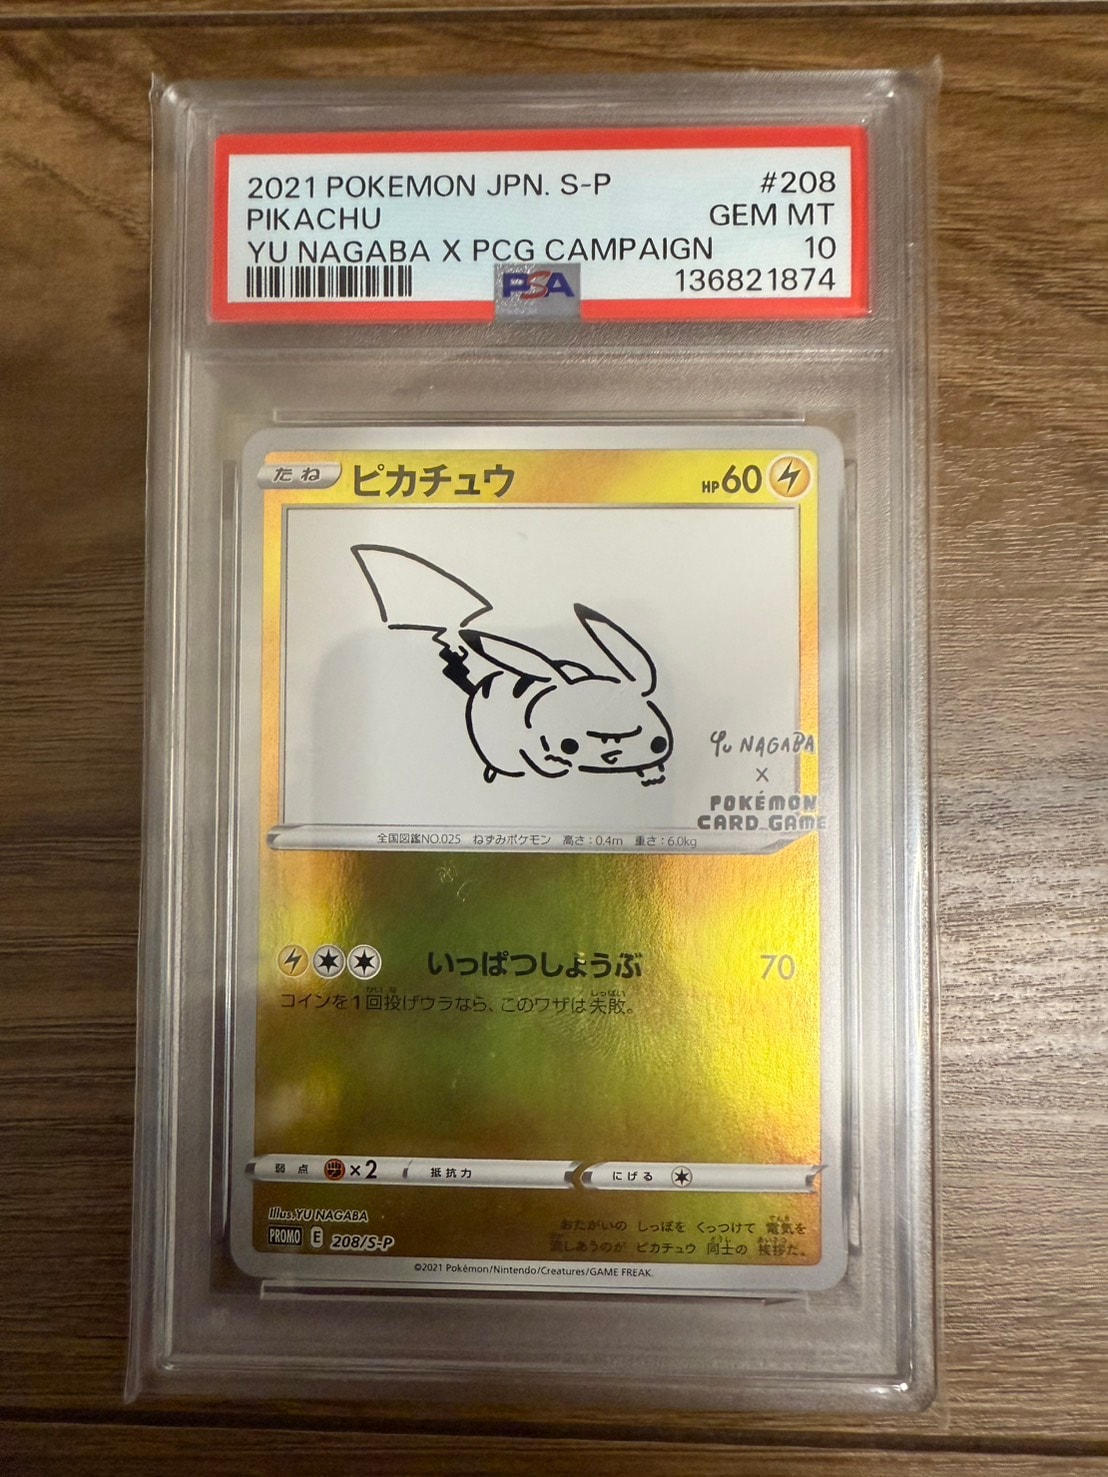 2021 POKEMON JPN. S-P #208
PIKACHU GEM MT
YU NAGABA X PCG CAMPAIGN 10
PSA 136821874
たね ピカチュウ HP60
YU NAGABA
X
POKÉMON
CARD GAME
全国図鑑NO.025 ねずみポケモン 高さ：0.4m 重さ：6.0kg
いっぱつしょうぶ 70
コインを1回投げウラなら、このワザは失敗。
弱点 ×2 抵抗力 にげる
Illus.YU NAGABA
PROMO E 208/S-P
おたがいの しっぽを くっつけて 電気を
流しあうのが ピカチュウ 同士の 挨拶だ。
©2021 Pokémon/Nintendo/Creatures/GAME FREAK.